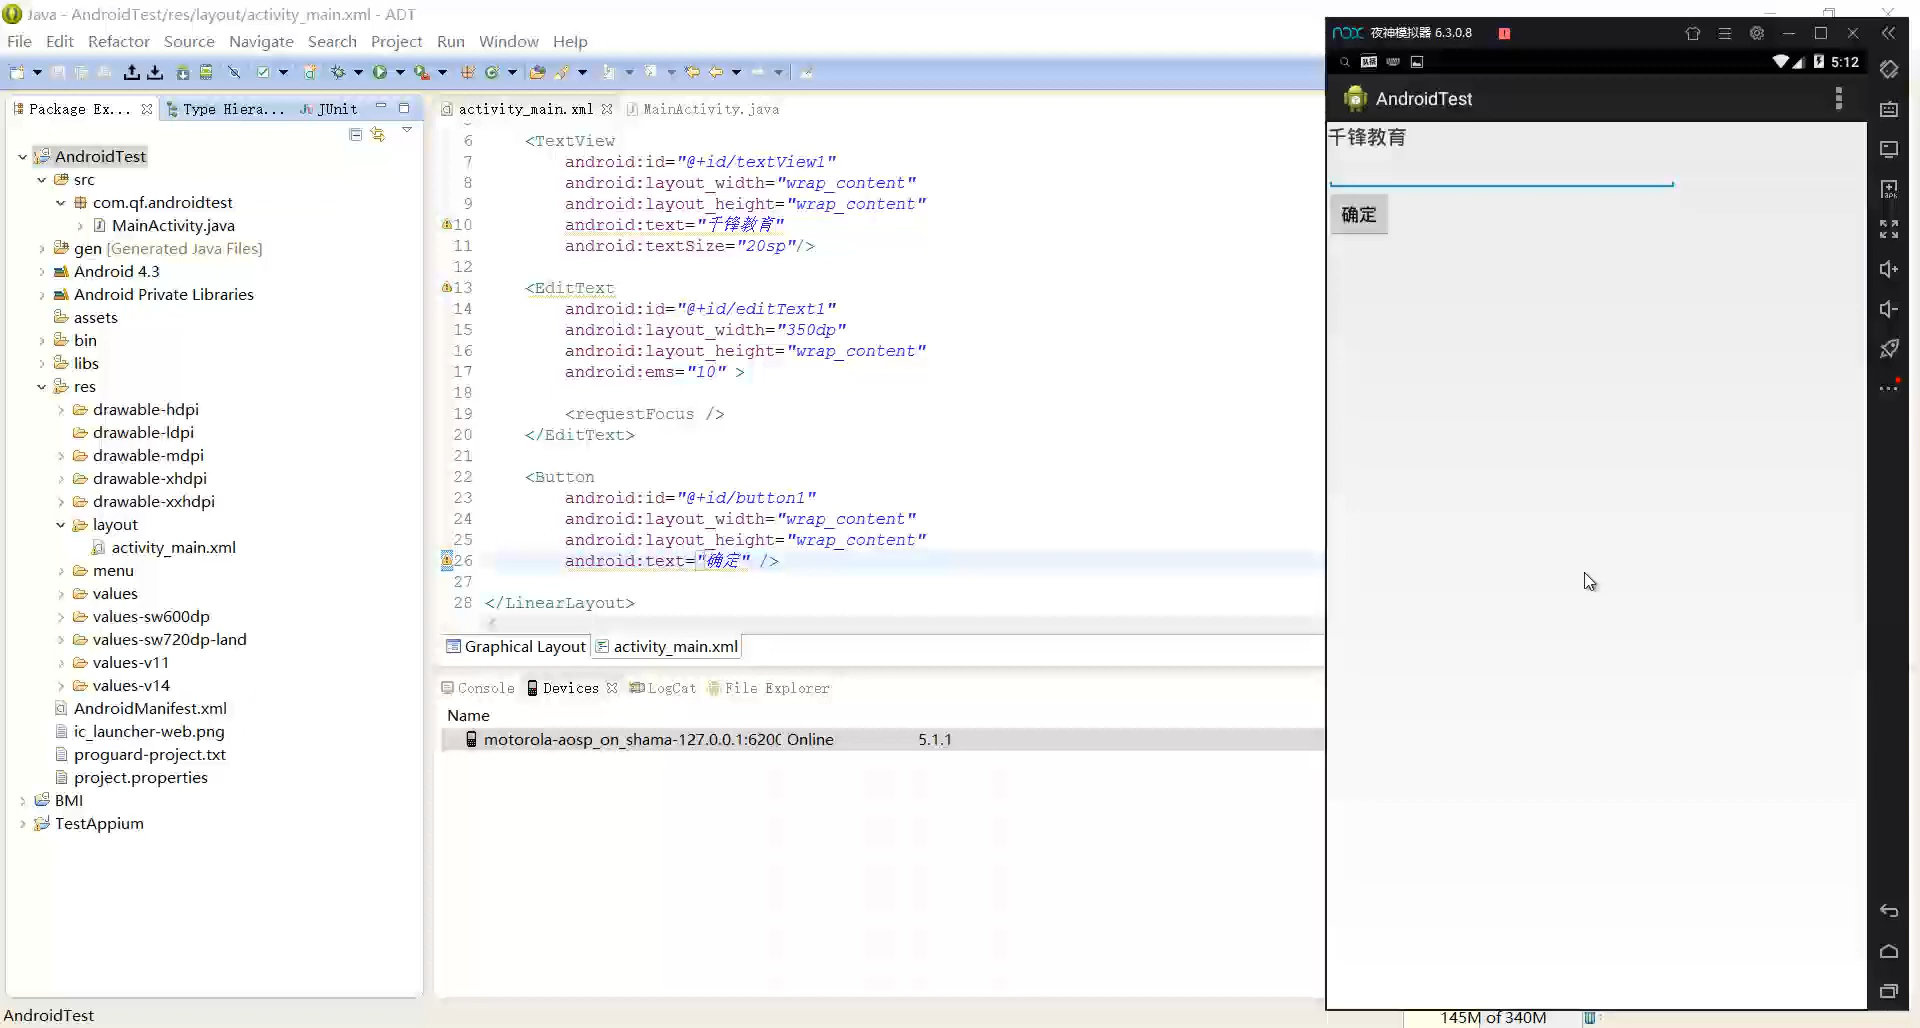 Java - AndroidTest/res/layout/activity_main.xml - ADT
File Edit Refactor Source Navigate Search Project Run Window Help
Package Ex... Type Hiera... JUnit
AndroidTest
src
com.qf.androidtest
MainActivity.java
gen [Generated Java Files]
Android 4.3
Android Private Libraries
assets
bin
libs
res
drawable-hdpi
drawable-ldpi
drawable-mdpi
drawable-xhdpi
drawable-xxhdpi
layout
activity_main.xml
menu
values
values-sw600dp
values-sw720dp-land
values-v11
values-v14
AndroidManifest.xml
ic_launcher-web.png
proguard-project.txt
project.properties
BMI
TestAppium
AndroidTest
activity_main.xml MainActivity.java
6 <TextView
7 android:id="@+id/textView1"
8 android:layout_width="wrap_content"
9 android:layout_height="wrap_content"
10 android:text="千锋教育"
11 android:textSize="20sp"/>
12
13 <EditText
14 android:id="@+id/editText1"
15 android:layout_width="350dp"
16 android:layout_height="wrap_content"
17 android:ems="10" >
18
19 <requestFocus />
20 </EditText>
21
22 <Button
23 android:id="@+id/button1"
24 android:layout_width="wrap_content"
25 android:layout_height="wrap_content"
26 android:text="确定" />
27
28 </LinearLayout>
Graphical Layout activity_main.xml
Console Devices LogCat File Explorer
Name
motorola-aosp_on_shama-127.0.0.1:6200 Online 5.1.1
145M of 340M
nox 夜神模拟器 6.3.0.8
5:12
AndroidTest
千锋教育
确定